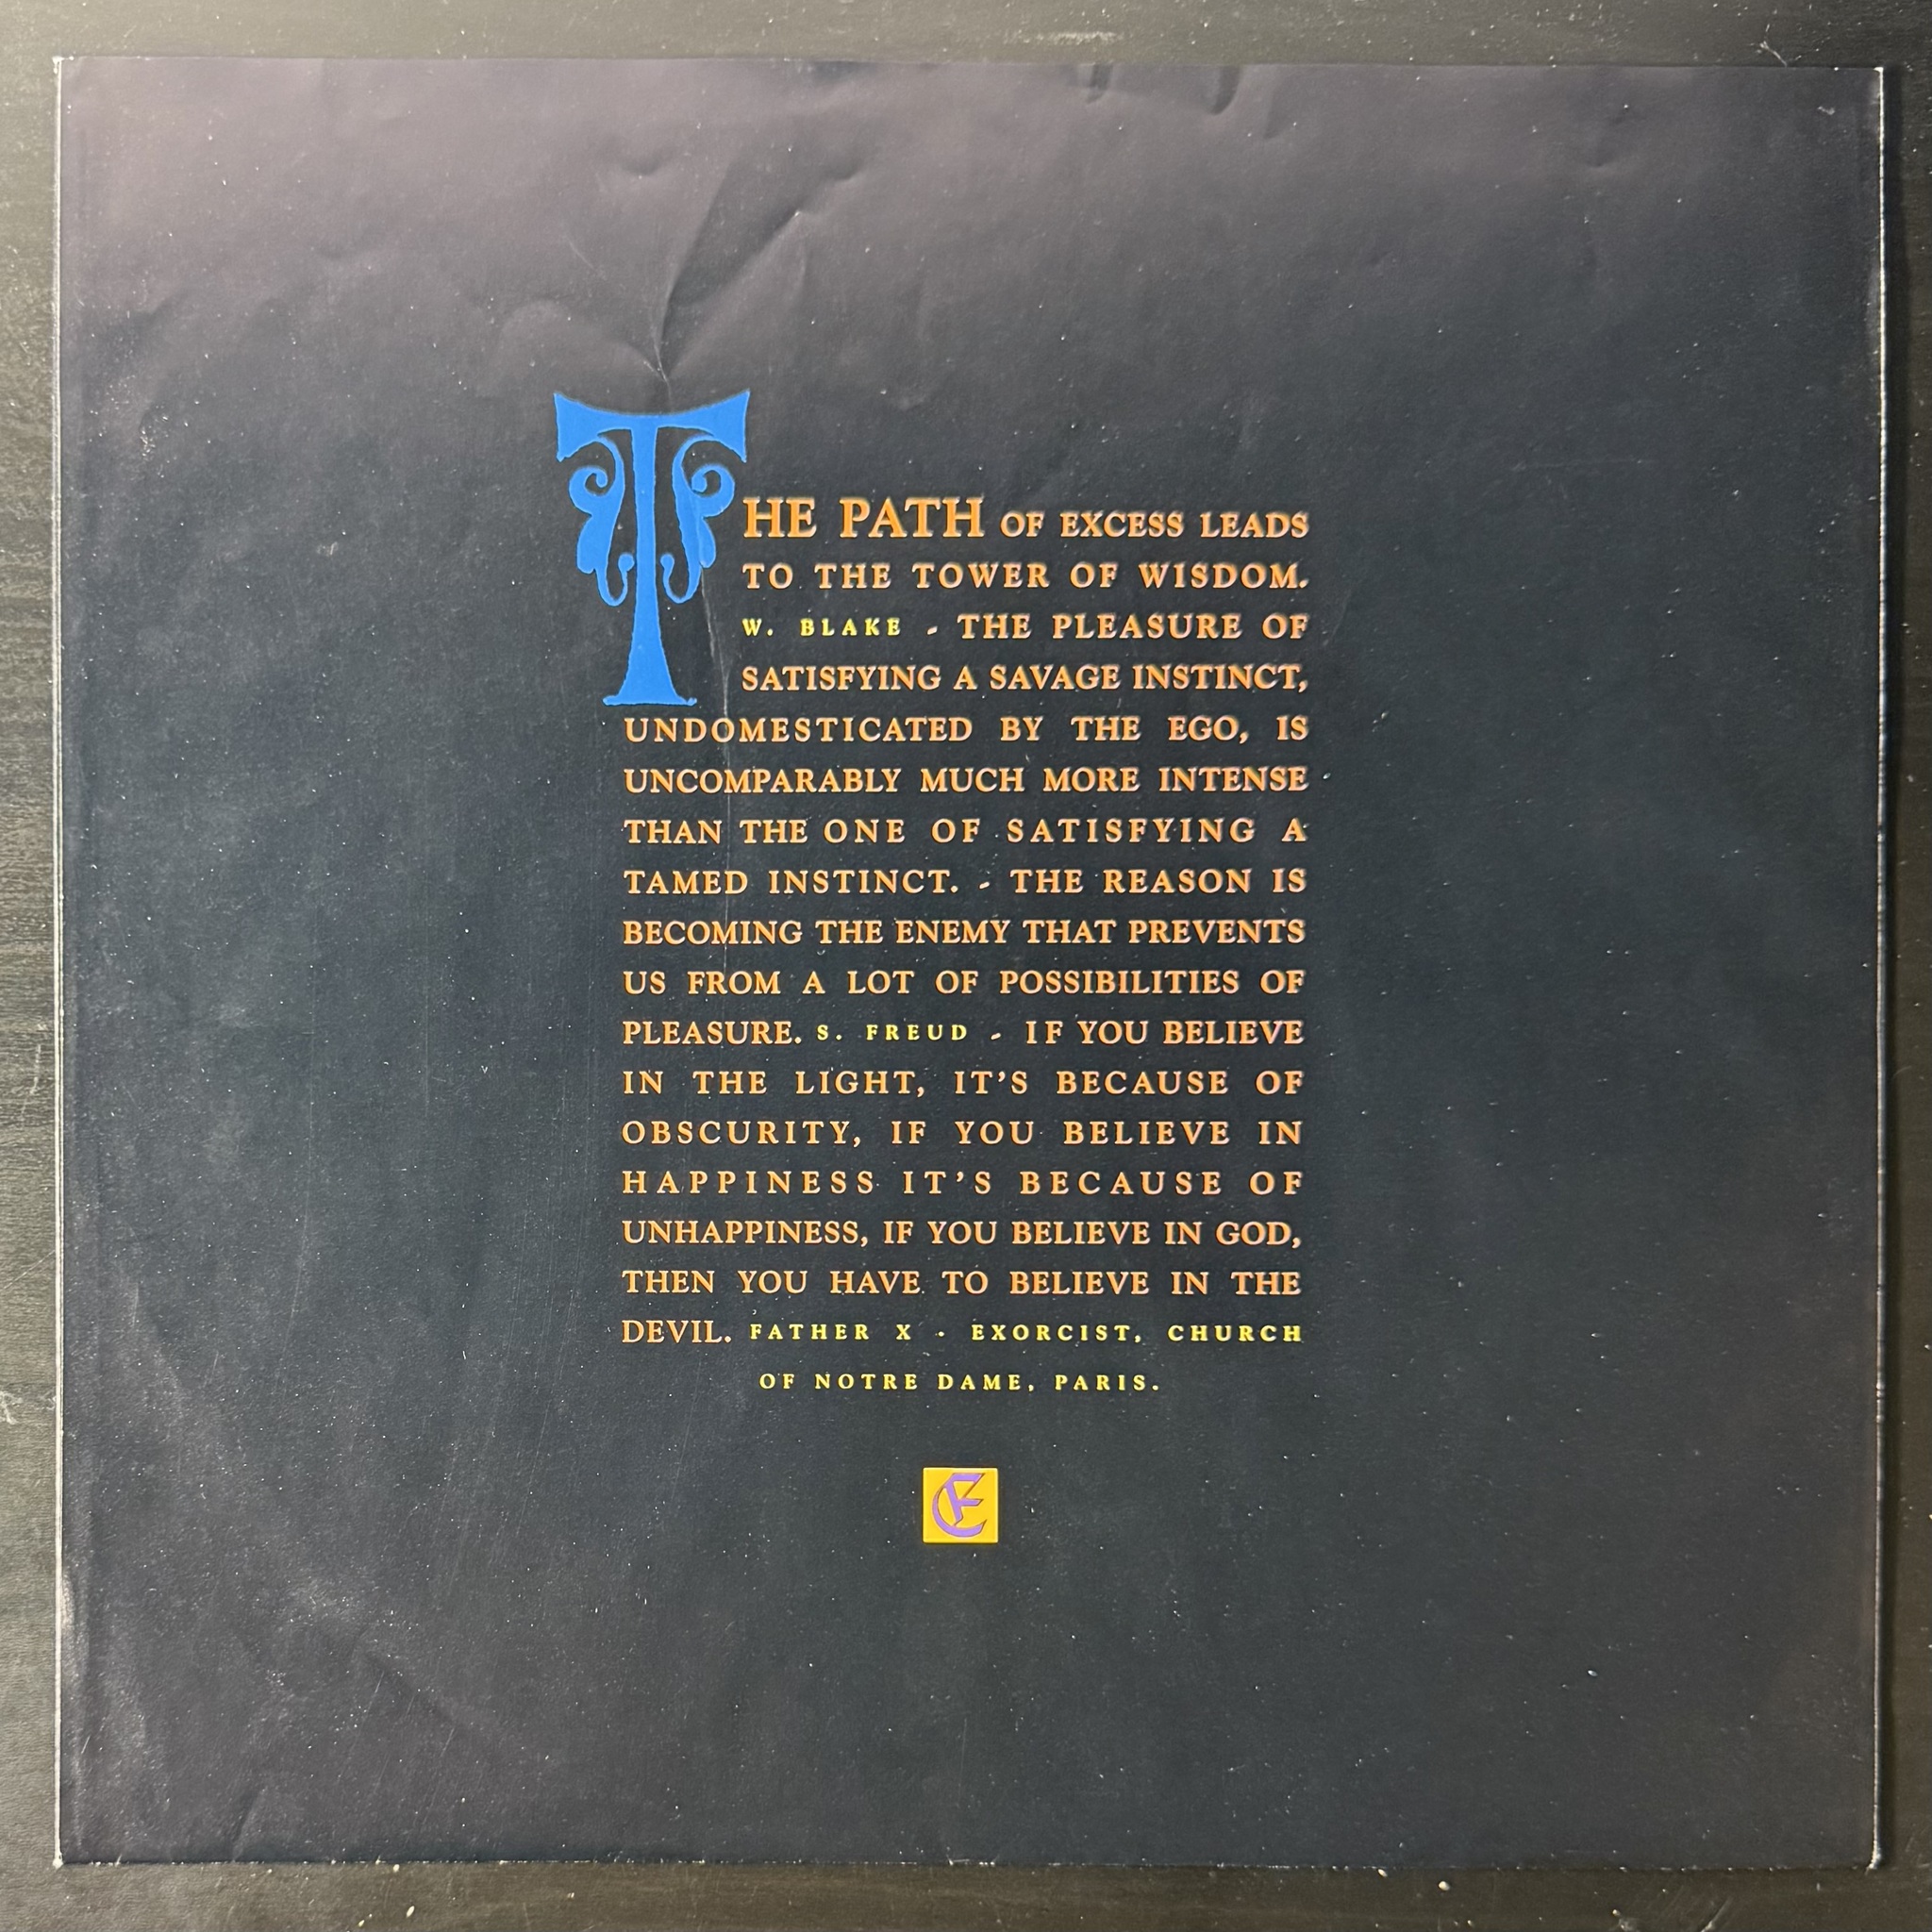 THE PATH OF EXCESS LEADS
TO THE TOWER OF WISDOM.
W. BLAKE - THE PLEASURE OF
SATISFYING A SAVAGE INSTINCT,
UNDOMESTICATED BY THE EGO, IS
UNCOMPARABLY MUCH MORE INTENSE
THAN THE ONE OF SATISFYING A
TAMED INSTINCT. - THE REASON IS
BECOMING THE ENEMY THAT PREVENTS
US FROM A LOT OF POSSIBILITIES OF
PLEASURE. S. FREUD - IF YOU BELIEVE
IN THE LIGHT, IT'S BECAUSE OF
OBSCURITY, IF YOU BELIEVE IN
HAPPINESS IT'S BECAUSE OF
UNHAPPINESS, IF YOU BELIEVE IN GOD,
THEN YOU HAVE TO BELIEVE IN THE
DEVIL. FATHER X - EXORCIST, CHURCH
OF NOTRE DAME, PARIS.